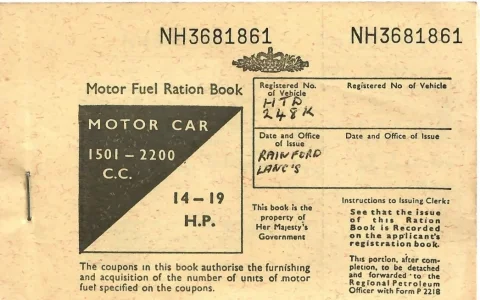 NH3681861 NH3681861
Motor Fuel Ration Book
MOTOR CAR
1501 – 2200
C.C.
14 – 19
H.P.
The coupons in this book authorise the furnishing
and acquisition of the number of units of motor
fuel specified on the coupons.
Registered No.
of Vehicle
HTD
248K
Date and Office
of Issue
RAINFORD
LANC'S
This book is the
property of
Her Majesty's
Government
Registered No of Vehicle
Date and Office of Issue
Instructions to Issuing Clerk:
See that the issue
of this Ration
Book is Recorded
on the applicant's
registration book.
This portion, after com-
pletion, to be detached
and forwarded to the
Regional Petroleum
Officer with Form P 221B